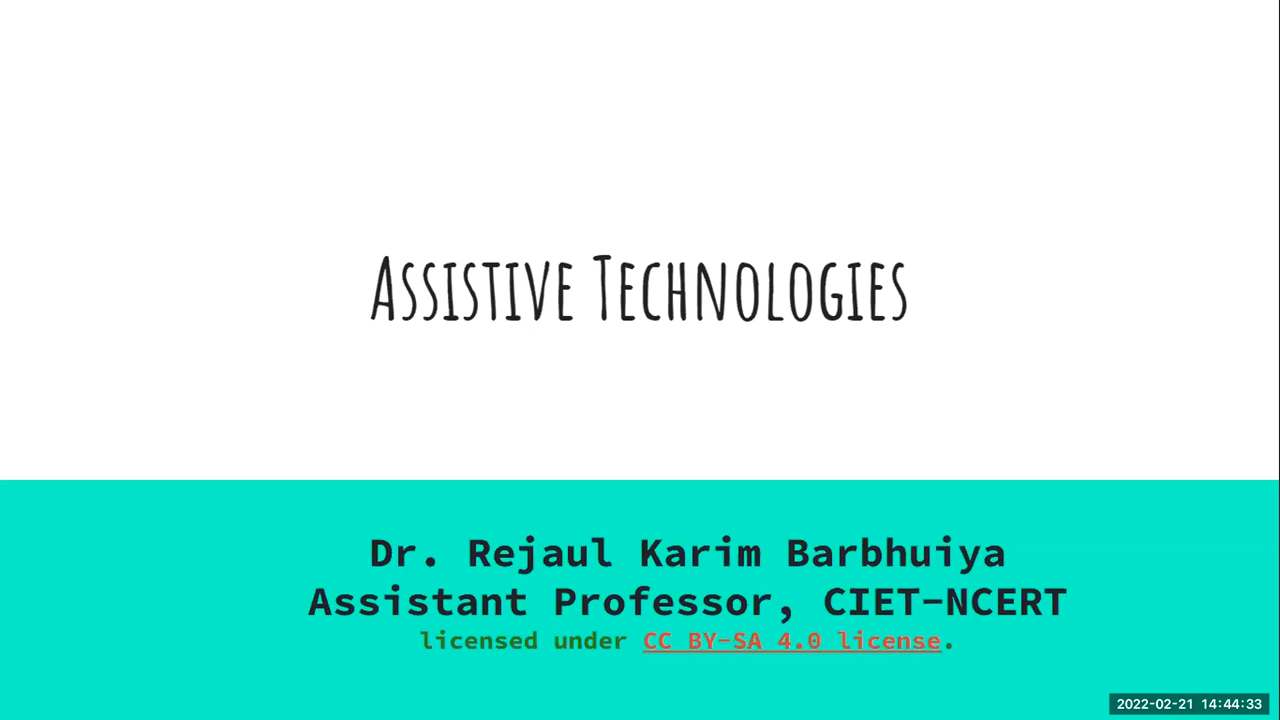 Assistive Technologies
Dr. Rejaul Karim Barbhuiya
Assistant Professor, CIET-NCERT
licensed under CC BY-SA 4.0 license.
2022-02-21 14:44:33